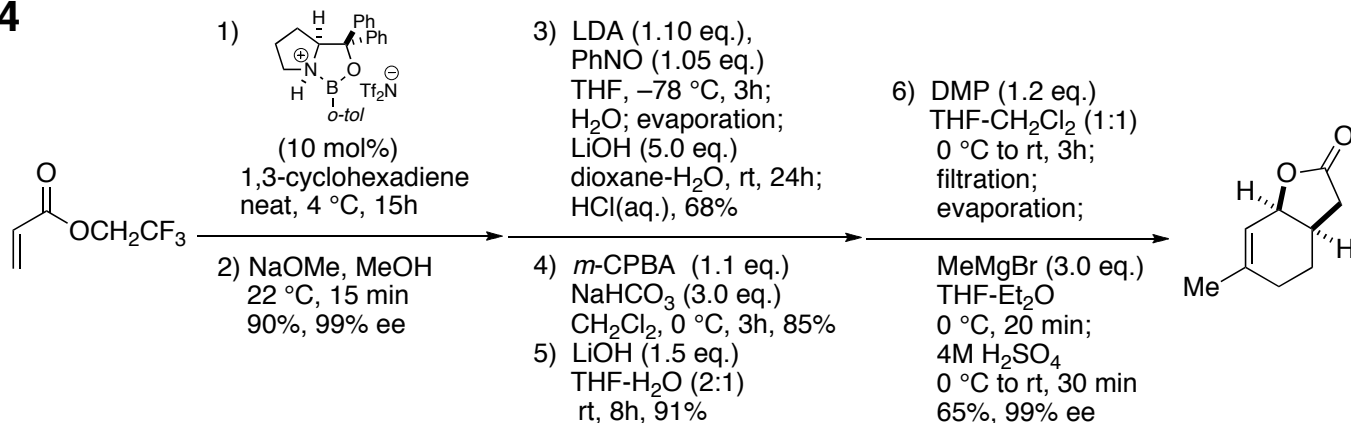 4
1)
H
Ph
Ph
⊕
N
O
H
B
Tf₂N
⊖
o-tol
(10 mol%)
1,3-cyclohexadiene
neat, 4 °C, 15h
2) NaOMe, MeOH
22 °C, 15 min
90%, 99% ee
O
OCH₂CF₃
3) LDA (1.10 eq.),
PhNO (1.05 eq.)
THF, –78 °C, 3h;
H₂O; evaporation;
LiOH (5.0 eq.)
dioxane-H₂O, rt, 24h;
HCl(aq.), 68%
4) m-CPBA (1.1 eq.)
NaHCO₃ (3.0 eq.)
CH₂Cl₂, 0 °C, 3h, 85%
5) LiOH (1.5 eq.)
THF-H₂O (2:1)
rt, 8h, 91%
6) DMP (1.2 eq.)
THF-CH₂Cl₂ (1:1)
0 °C to rt, 3h;
filtration;
evaporation;
MeMgBr (3.0 eq.)
THF-Et₂O
0 °C, 20 min;
4M H₂SO₄
0 °C to rt, 30 min
65%, 99% ee
O
O
H
H
Me